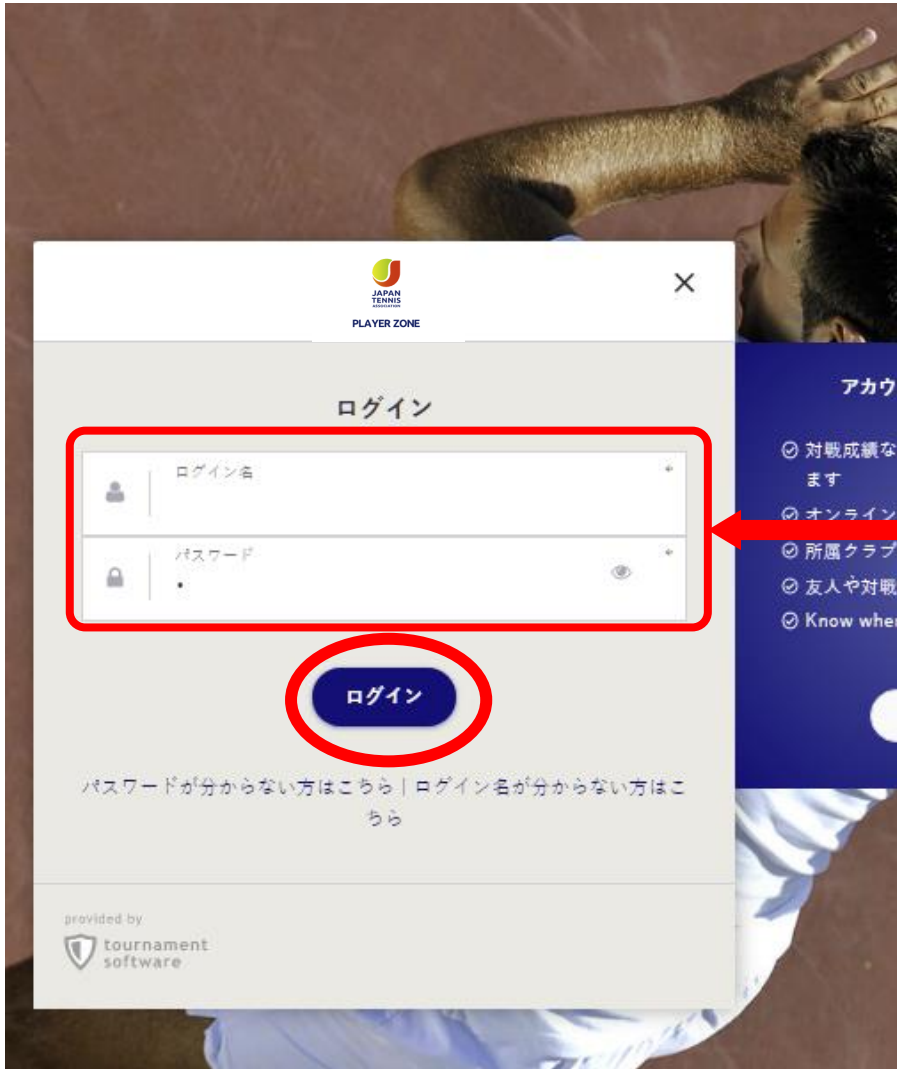 JAPAN
TENNIS
ASSOCIATION
PLAYER ZONE
ログイン
ログイン名
パスワード
ログイン
パスワードが分からない方はこちら | ログイン名が分からない方はこ
ちら
provided by
tournament
software
アカウ
対戦成績な
ます
オンライン
所属クラブ
友人や対戦
Know when